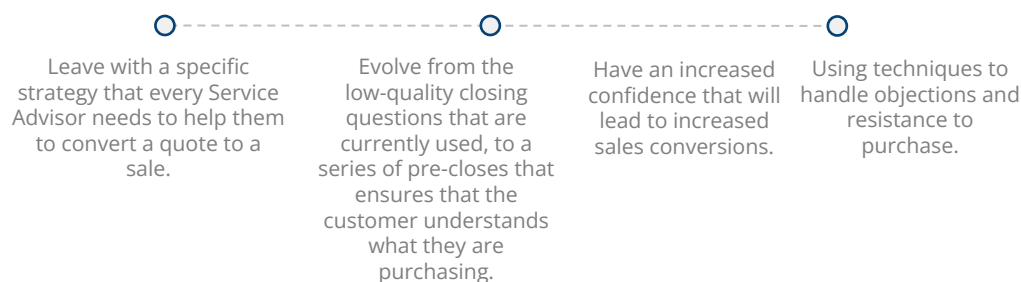 Leave with a specific
strategy that every Service
Advisor needs to help them
to convert a quote to a
sale.
Evolve from the
low-quality closing
questions that are
currently used, to a
series of pre-closes that
ensures that the
customer understands
what they are
purchasing.
Have an increased
confidence that will
lead to increased
sales conversions.
Using techniques to
handle objections and
resistance to
purchase.